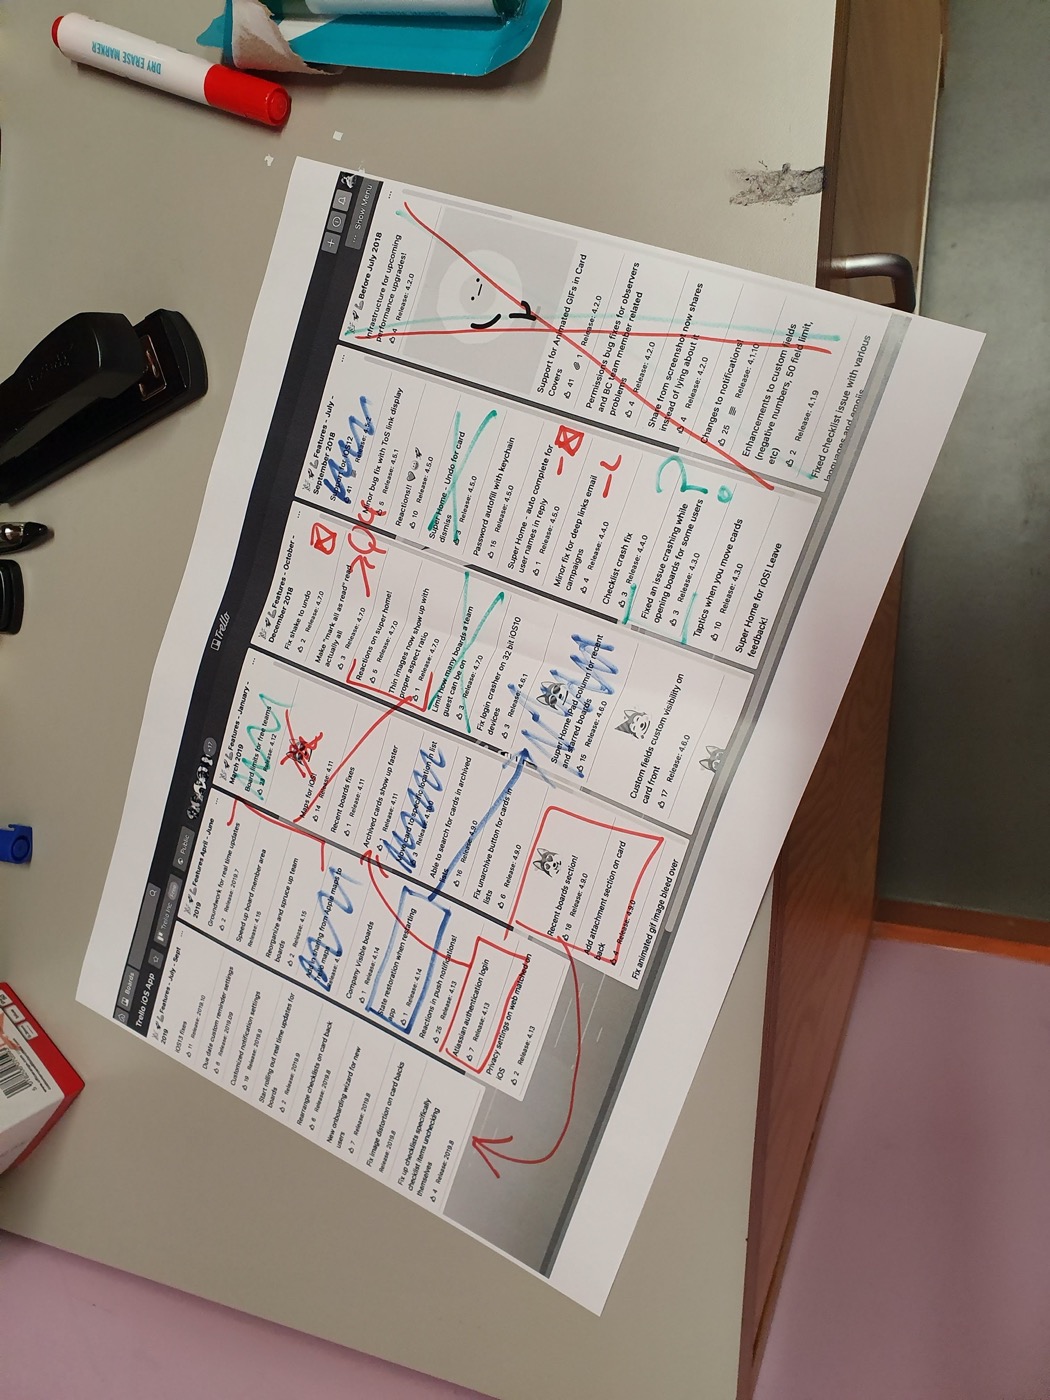 DRY ERASE MARKER
Boards
Trello
Trello iOS App
Public
Show Menu
Features - July - Sept
iOS13 fixes
11 Release: 2019.10
Due date custom reminder settings
8 Release: 2019.09
Customized notification settings
19 Release: 2019.9
Start rolling out real time updates for
boards
2 Release: 2019.9
Rearrange checklists on card back
6 Release: 2019.8
New onboarding wizard for new
users
7 Release: 2019.8
Fix image distortion on card backs
Release: 2019.8
Fix up checklists specifically
checklist items unchecking
themselves
4 Release: 2019.8
Features April - June
2019
Groundwork for real time updates
2 Release: 2019.7
Speed up board member area
Release: 4.15
Reorganize and spruce up team
boards
2 Release: 4.15
from Apple maps to
Company Visible boards
1 Release: 4.14
State restoration when restarting
app
Release: 4.14
Reactions in push notifications!
25 Release: 4.13
Atlassian authentication login
7 Release: 4.13
Privacy settings on web matched on
iOS
2 Release: 4.13
Features - January -
March 2019
Board limits for free teams
Release: 4.12
Maps for iOS!
14 Release: 4.11
Recent boards fixes
1 Release: 4.11
Archived cards show up faster
Release: 4.11
card to specific location in list
3
Able to search for cards in archived
lists
16 Release: 4.9.0
Fix unarchive button for cards in
lists
6 Release: 4.9.0
Recent boards section!
18 Release: 4.9.0
Add attachment section on card
back
Release: 4.9.0
Fix animated gif image bleed over
Features - October -
December 2018
Fix shake to undo
2 Release: 4.7.0
Make "mark all as read" read
actually all
3 Release: 4.7.0
Reactions on super home!
5 Release: 4.7.0
Thin images now show up with
proper aspect ratio
1 Release: 4.7.0
Limit how many boards a team
guest can be on
3 Release: 4.7.0
Fix login crasher on 32 bit iOS10
devices
3 Release: 4.6.1
Super Home iPad column for recent
and starred boards
15 Release: 4.6.0
Custom fields custom visibility on
card front
17 Release: 4.6.0
Features - July -
September 2018
41
Minor bug fix with ToS link display
5 Release: 4.5.1
Reactions!!
10 Release: 4.5.0
Super Home - Undo for card
dismiss
3 Release: 4.5.0
Password autofill with keychain
15 Release: 4.5.0
Super Home - auto complete for
user names in reply
1 Release: 4.5.0
Minor fix for deep links email
campaigns
4 Release: 4.4.0
Checklist crash fix
3 Release: 4.4.0
Fixed an issue crashing while
opening boards for some users
3 Release: 4.3.0
?
Taptics when you move cards
10 Release: 4.3.0
Super Home for iOS! Leave
feedback!
Before July 2018
Infrastructure for upcoming
performance upgrades!
4 Release: 4.2.0
Support for Animated GIFs in Card
Covers
41 1 Release: 4.2.0
Permissions bug fixes for observers
and BC team member related
problems
4 Release: 4.2.0
Share from screenshot now shares
instead of lying about it
4 Release: 4.2.0
Changes to notifications!
25 Release: 4.1.10
Enhancements to custom fields
(negative numbers, 50 field limit,
etc)
2 Release: 4.1.9
Fixed checklist issue with various
languages and emojis